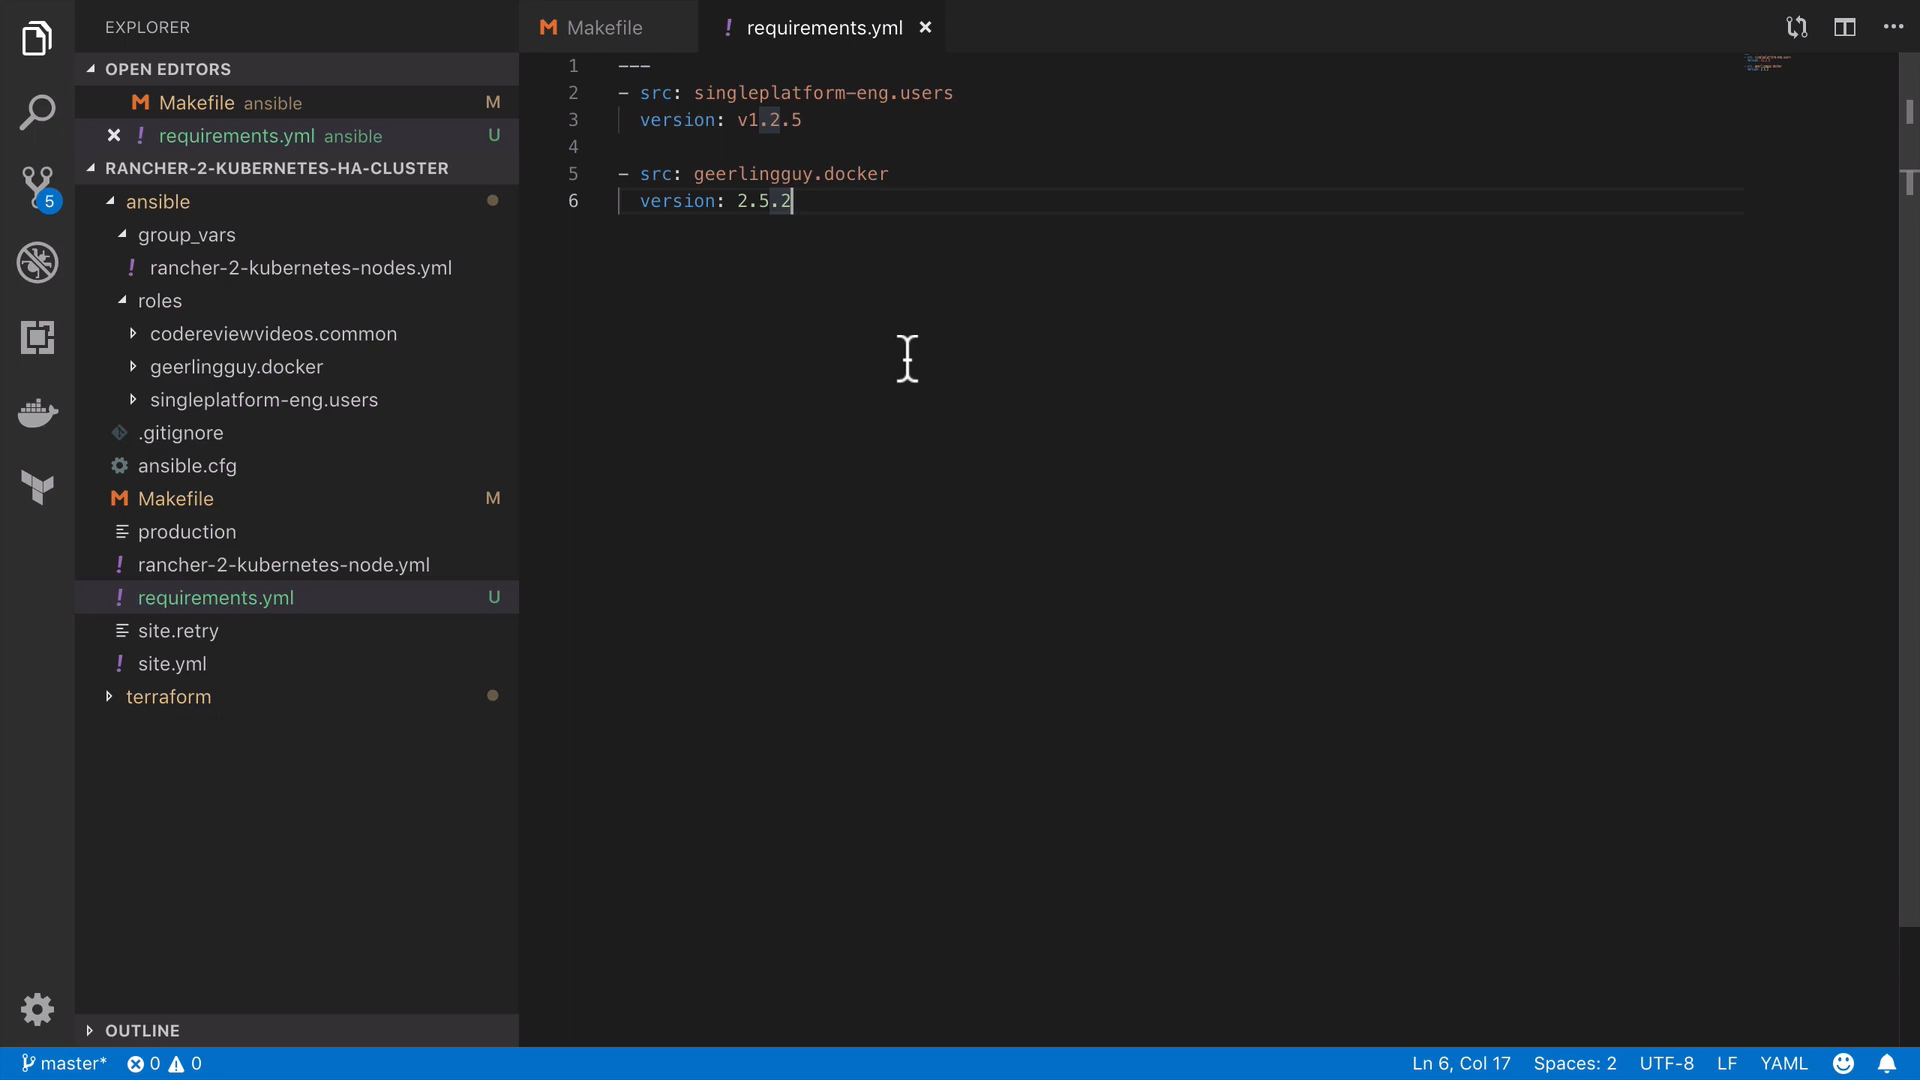 EXPLORER
OPEN EDITORS
Makefile ansible M
requirements.yml ansible U
RANCHER-2-KUBERNETES-HA-CLUSTER
ansible
group_vars
! rancher-2-kubernetes-nodes.yml
roles
codereviewvideos.common
geerlingguy.docker
singleplatform-eng.users
.gitignore
ansible.cfg
Makefile M
production
! rancher-2-kubernetes-node.yml
! requirements.yml U
site.retry
! site.yml
terraform
OUTLINE
5
Makefile
! requirements.yml
1 ---
2 - src: singleplatform-eng.users
3 version: v1.2.5
4
5 - src: geerlingguy.docker
6 version: 2.5.2
master* 0 0
Ln 6, Col 17 Spaces: 2 UTF-8 LF YAML